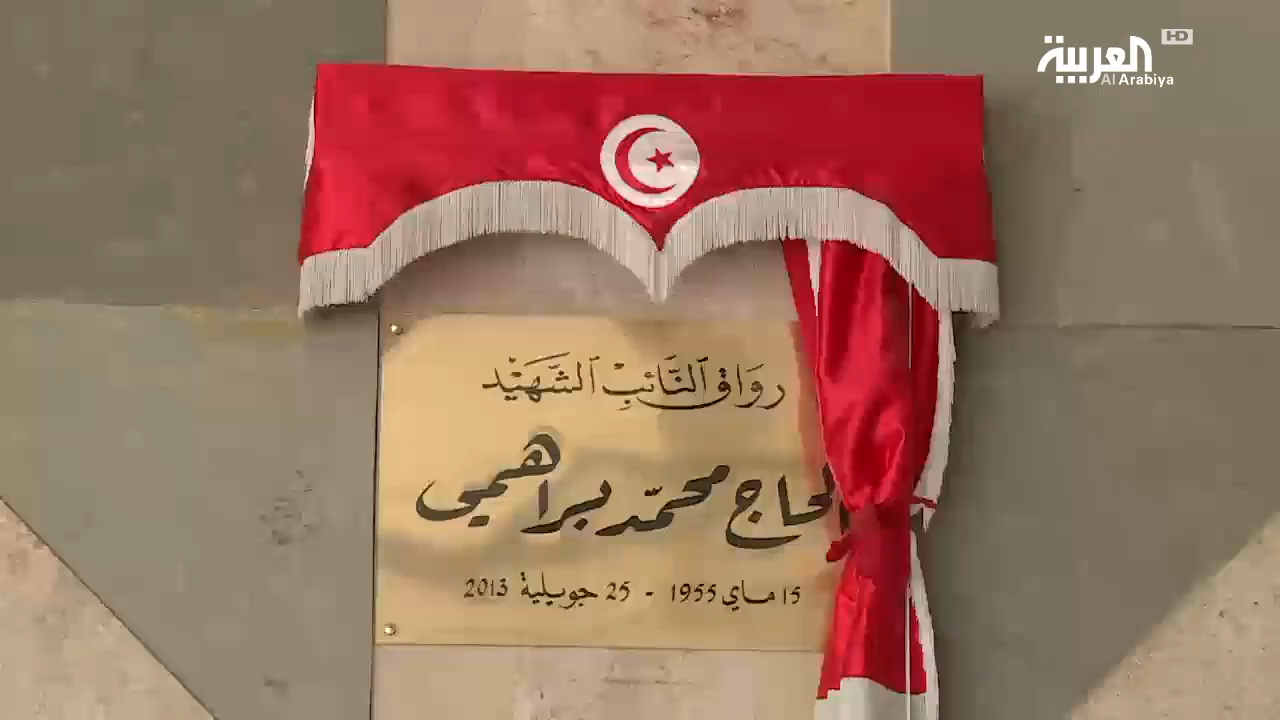 العربية HD
Al Arabiya
رواق النائب الشهيد
الحاج محمد براهمي
15 ماي 1955 - 25 جويلية 2013